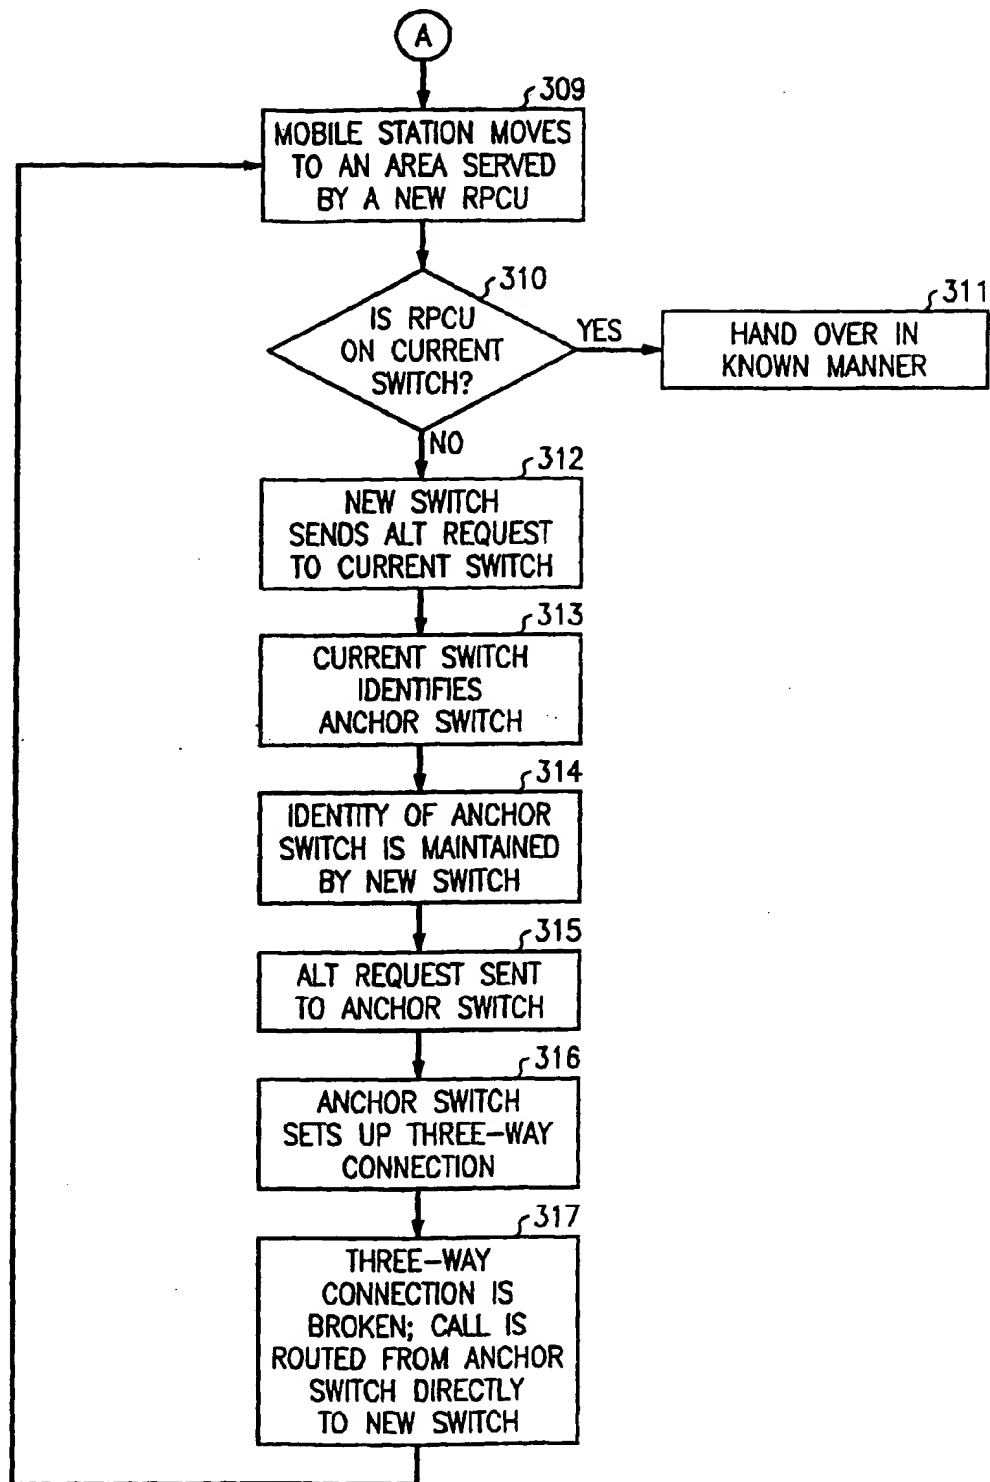 A
309
MOBILE STATION MOVES
TO AN AREA SERVED
BY A NEW RPCU
310
IS RPCU
ON CURRENT
SWITCH?
YES
311
HAND OVER IN
KNOWN MANNER
NO
312
NEW SWITCH
SENDS ALT REQUEST
TO CURRENT SWITCH
313
CURRENT SWITCH
IDENTIFIES
ANCHOR SWITCH
314
IDENTITY OF ANCHOR
SWITCH IS MAINTAINED
BY NEW SWITCH
315
ALT REQUEST SENT
TO ANCHOR SWITCH
316
ANCHOR SWITCH
SETS UP THREE-WAY
CONNECTION
317
THREE-WAY
CONNECTION IS
BROKEN; CALL IS
ROUTED FROM ANCHOR
SWITCH DIRECTLY
TO NEW SWITCH